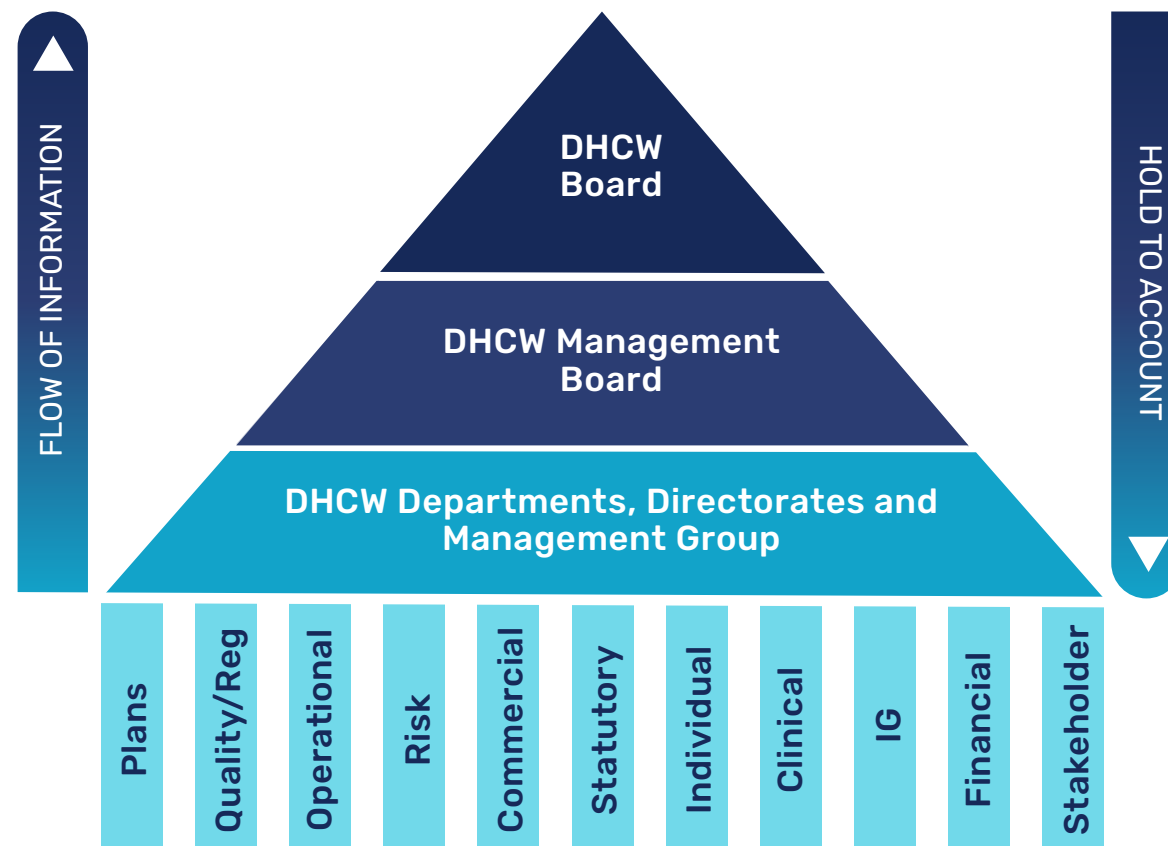 FLOW OF INFORMATION
DHCW
Board
DHCW Management
Board
DHCW Departments, Directorates and
Management Group
HOLD TO ACCOUNT
Plans
Quality/Reg
Operational
Risk
Commercial
Statutory
Individual
Clinical
IG
Financial
Stakeholder